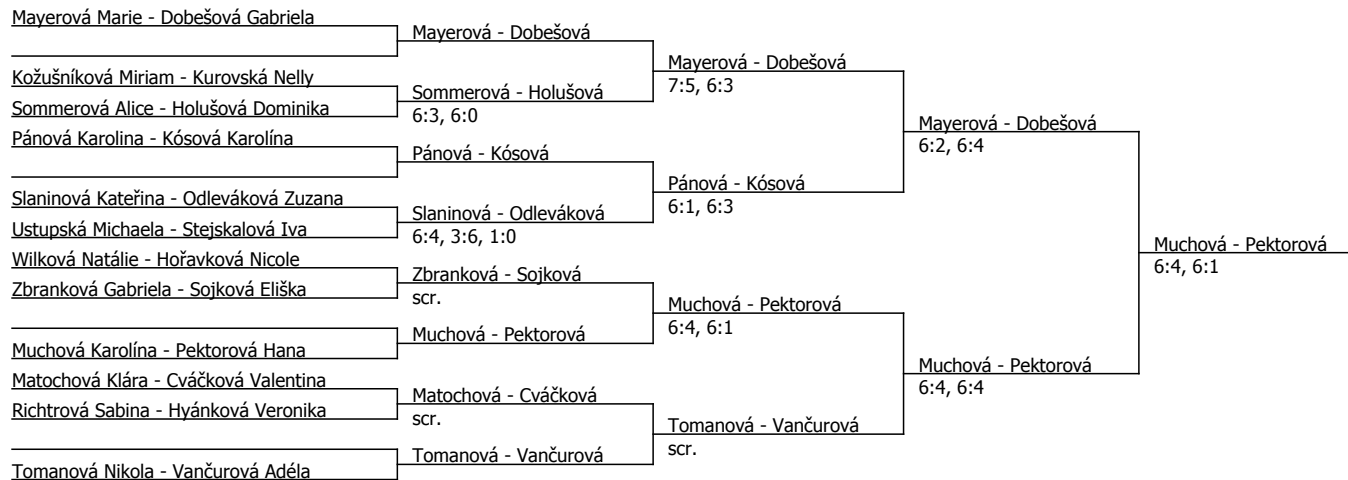 Mayerová Marie - Dobešová Gabriela
Kožušníková Miriam - Kurovská Nelly
Sommerová Alice - Holušová Dominika
Pánová Karolina - Kósová Karolína
Slaninová Kateřina - Odleváková Zuzana
Ustupská Michaela - Stejskalová Iva
Wilková Natálie - Hořavková Nicole
Zbranková Gabriela - Sojková Eliška
Muchová Karolína - Pektorová Hana
Matochová Klára - Cváčková Valentina
Richtrová Sabina - Hyánková Veronika
Tomanová Nikola - Vančurová Adéla
Mayerová - Dobešová
Sommerová - Holušová
6:3, 6:0
Pánová - Kósová
Slaninová - Odleváková
6:4, 3:6, 1:0
Zbranková - Sojková
scr.
Muchová - Pektorová
Matochová - Cváčková
scr.
Tomanová - Vančurová
Mayerová - Dobešová
7:5, 6:3
Pánová - Kósová
6:1, 6:3
Muchová - Pektorová
6:4, 6:1
Tomanová - Vančurová
scr.
Mayerová - Dobešová
6:2, 6:4
Muchová - Pektorová
6:4, 6:4
Muchová - Pektorová
6:4, 6:1